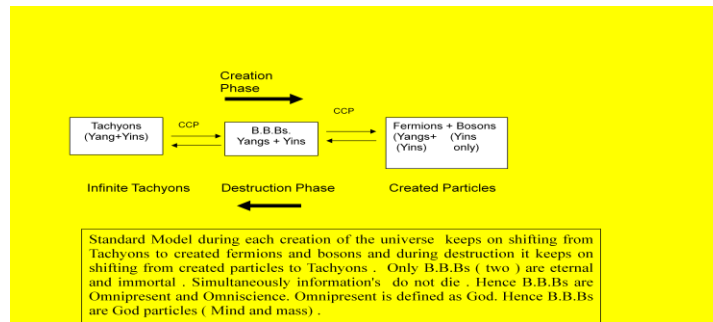 Creation
Phase
CCP
CCP
Tachyons
(Yang+Yins)
B.B.Bs.
Yangs + Yins
Fermions + Bosons
(Yangs+ (Yins
(Yins) only)
Infinite Tachyons
Destruction Phase
Created Particles
Standard Model during each creation of the universe keeps on shifting from
Tachyons to created fermions and bosons and during destruction it keeps on
shifting from created particles to Tachyons . Only B.B.Bs ( two ) are eternal
and immortal . Simultaneously information's do not die . Hence B.B.Bs are
Omnipresent and Omniscience. Omnipresent is defined as God. Hence B.B.Bs
are God particles ( Mind and mass) .